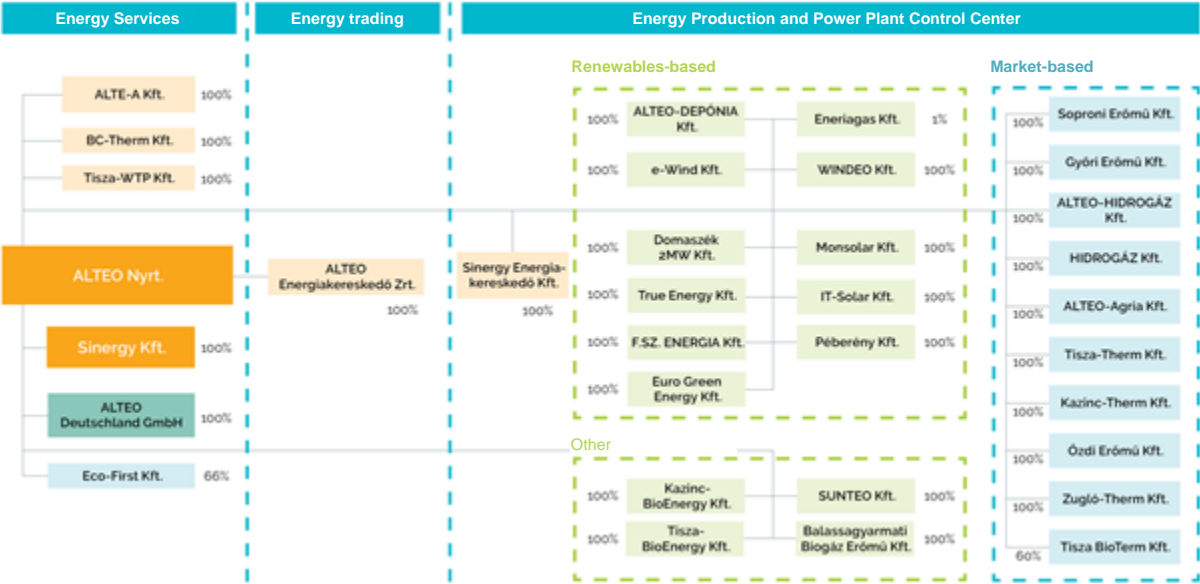 Energy Services
Energy trading
Energy Production and Power Plant Control Center
ALTE-A Kft.
100%
BC-Therm Kft.
100%
Tisza-WTP Kft.
100%
ALTEO Nyrt.
Sinergy Kft.
100%
ALTEO
Deutschland GmbH
100%
Eco-First Kft.
66%
ALTEO
Energiakereskedő Zrt.
100%
Sinergy Energia-
kereskedő Kft.
100%
Renewables-based
100%
ALTEO-DEPÓNIA
Kft.
Eneriagas Kft.
1%
100%
e-Wind Kft.
WINDEO Kft.
100%
100%
Domaszék
2MW Kft.
Monsolar Kft.
100%
100%
True Energy Kft.
IT-Solar Kft.
100%
100%
F.SZ. ENERGIA Kft.
Péberény Kft.
100%
100%
Euro Green
Energy Kft.
Other
100%
Kazinc-
BioEnergy Kft.
SUNTEO Kft.
100%
100%
Tisza-
BioEnergy Kft.
Balassagyarmati
Biogáz Erőmű Kft.
100%
Market-based
100%
Soproni Erőmű Kft.
100%
Győri Erőmű Kft.
100%
ALTEO-HIDROGÁZ
Kft.
100%
HIDROGÁZ Kft.
100%
ALTEO-Agria Kft.
100%
Tisza-Therm Kft.
100%
Kazinc-Therm Kft.
100%
Ózdi Erőmű Kft.
100%
Zugló-Therm Kft.
60%
Tisza BioTerm Kft.